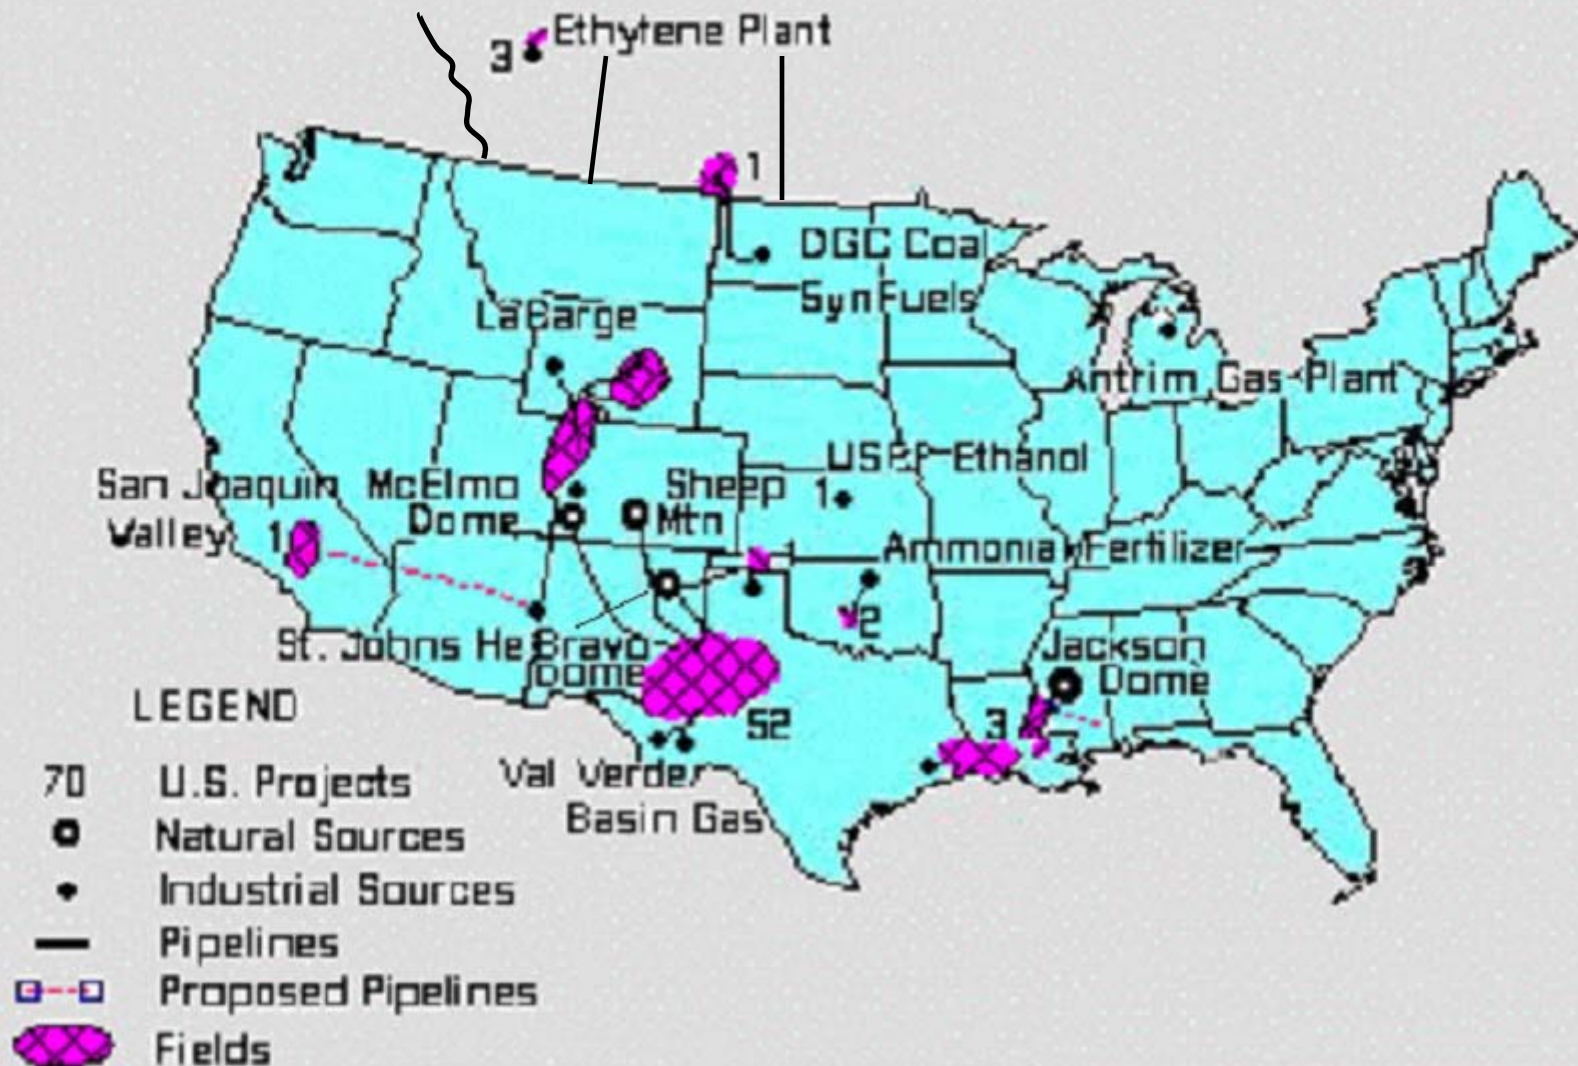 3 Ethylene Plant
1
DGC Coal
SynFuels
LaBarge
Antrim Gas Plant
Ethanol
San Joaquin
Valley 1
McElmo
Dome
Sheep
Mtn
1
1
Ammonia Fertilizer
2
St. Johns He
Bravo
Dome
Jackson
Dome
52
3
Val Verde
Basin Gas
LEGEND
70 U.S. Projects
Natural Sources
Industrial Sources
Pipelines
Proposed Pipelines
Fields